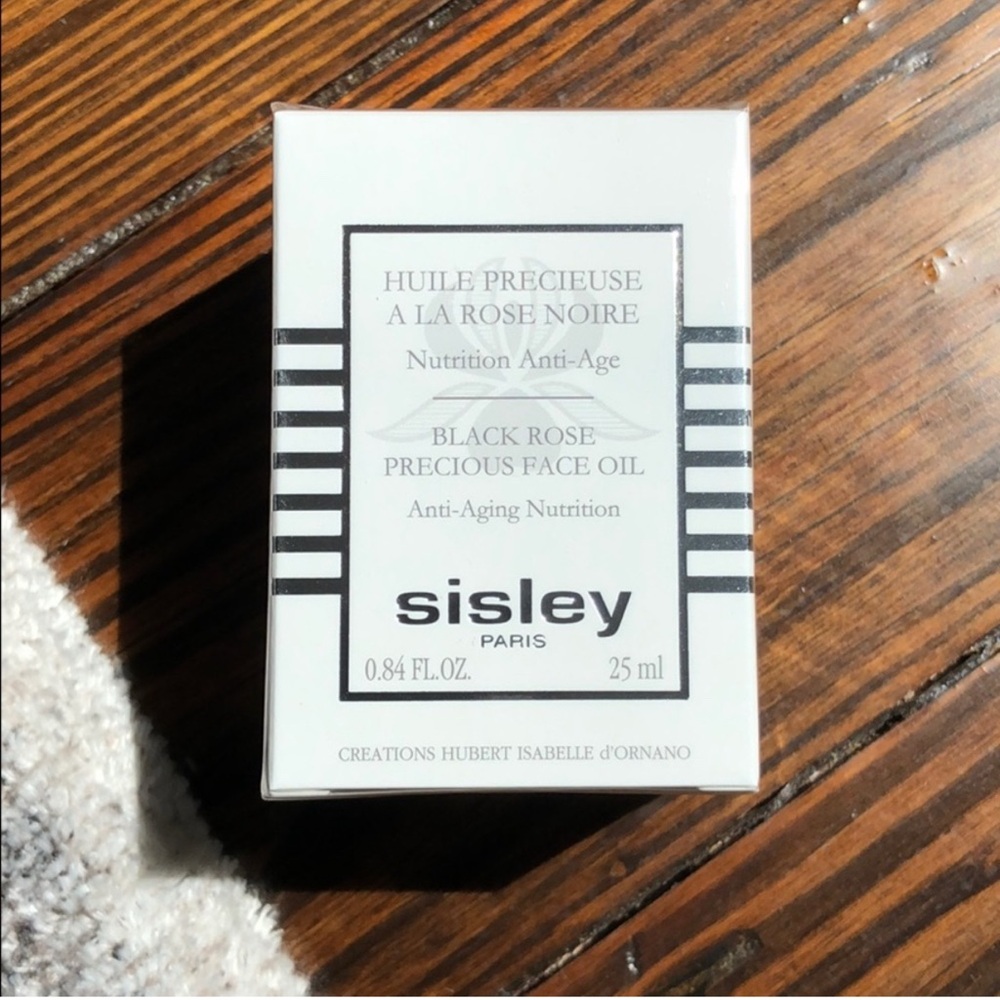 HUILE PRECIEUSE
A LA ROSE NOIRE
Nutrition Anti-Age
BLACK ROSE
PRECIOUS FACE OIL
Anti-Aging Nutrition
sisley
PARIS
0.84 FL.OZ. 25 ml
CREATIONS HUBERT ISABELLE d'ORNANO